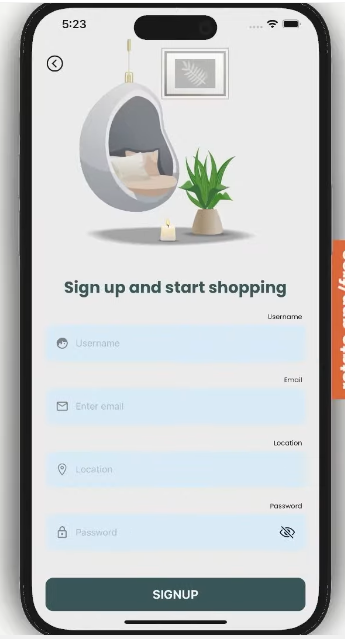 5:23
Sign up and start shopping
Username
Username
Email
Enter email
Location
Location
Password
Password
SIGNUP